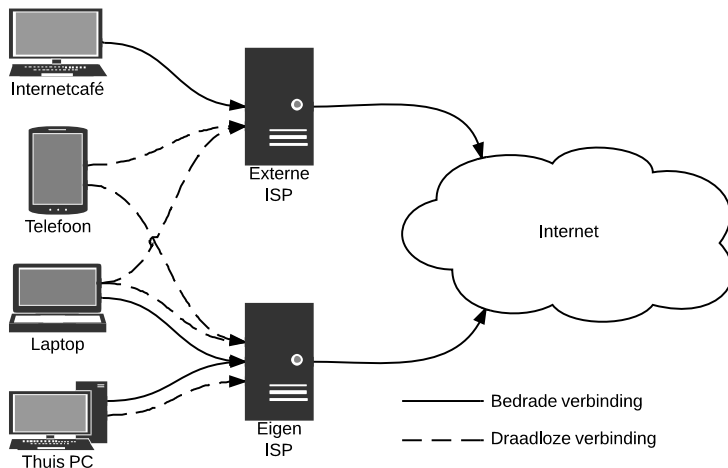 Internetcafé
Telefoon
Laptop
Thuis PC
Externe
ISP
Eigen
ISP
Internet
Bedrade verbinding
Draadloze verbinding